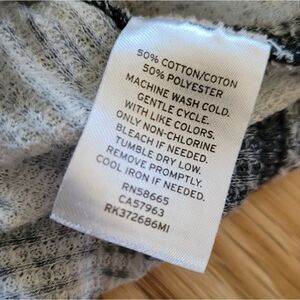 50% COTTON/COTON
50% POLYESTER
MACHINE WASH COLD.
GENTLE CYCLE.
WITH LIKE COLORS.
ONLY NON-CHLORINE
BLEACH IF NEEDED.
TUMBLE DRY LOW.
REMOVE PROMPTLY.
COOL IRON IF NEEDED.
RN58665
CA57963
RK372686MI